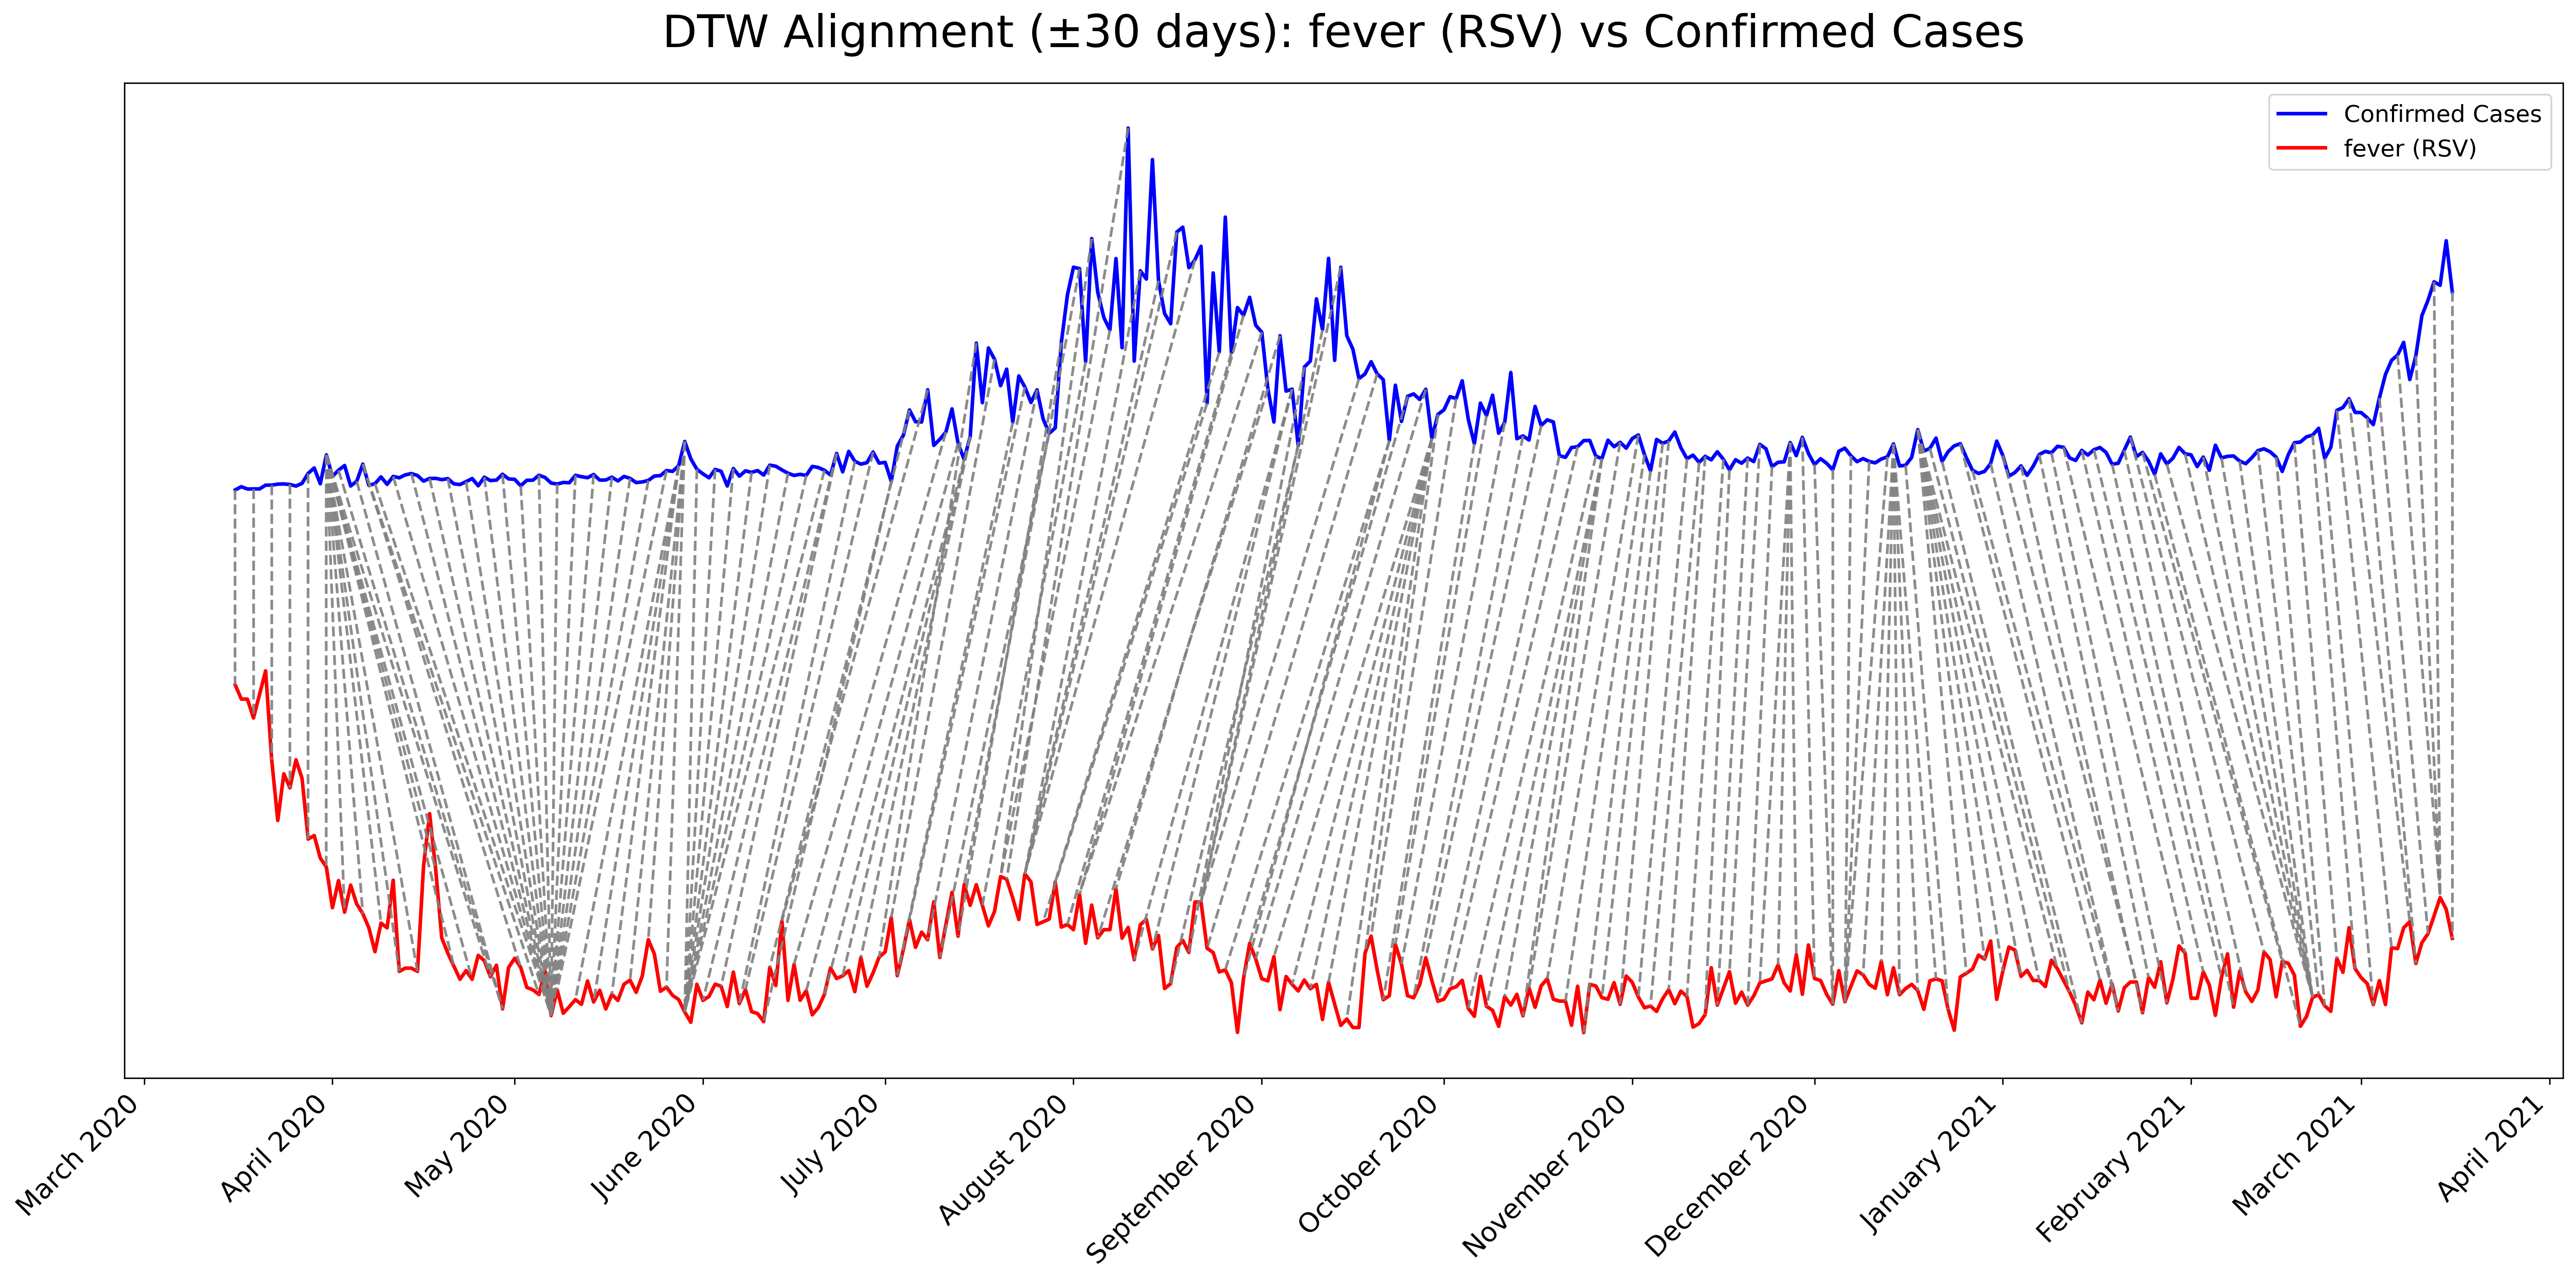 DTW Alignment (±30 days): fever (RSV) vs Confirmed Cases
Confirmed Cases
fever (RSV)
March 2020
April 2020
May 2020
June 2020
July 2020
August 2020
September 2020
October 2020
November 2020
December 2020
January 2021
February 2021
March 2021
April 2021